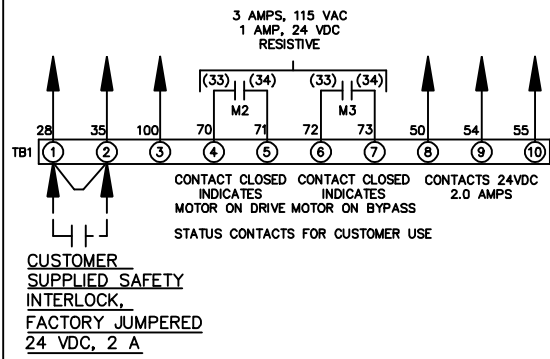 3 AMPS, 115 VAC
1 AMP, 24 VDC
RESISTIVE
(33) (34) (33) (34)
M2 M3
28 35 100 70 71 72 73 50 54 55
TB1 1 2 3 4 5 6 7 8 9 10
CONTACT CLOSED CONTACT CLOSED CONTACTS 24VDC
INDICATES INDICATES 2.0 AMPS
MOTOR ON DRIVE MOTOR ON BYPASS
STATUS CONTACTS FOR CUSTOMER USE
CUSTOMER
SUPPLIED SAFETY
INTERLOCK,
FACTORY JUMPERED
24 VDC, 2 A